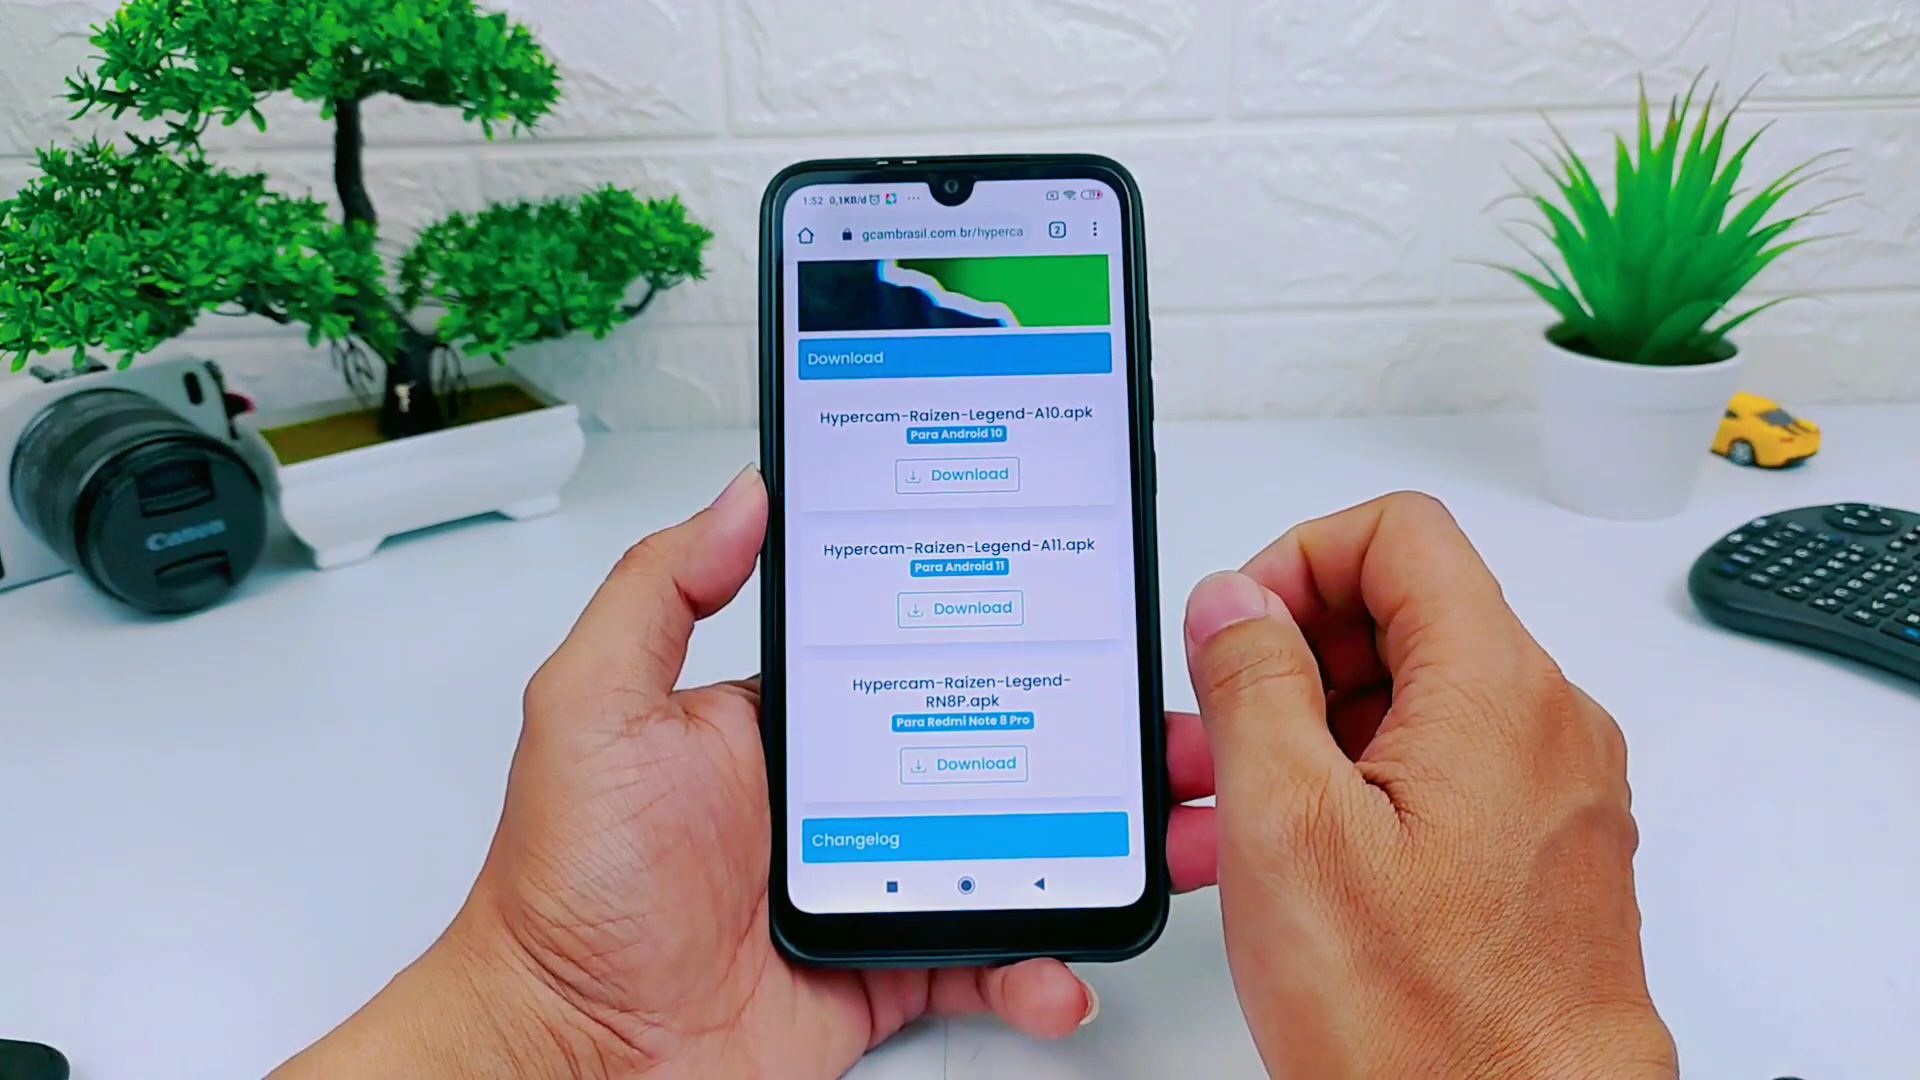 1:52 0,1KB/d ...
gcambrasil.com.br/hyperca
2
Download
Hypercam-Raizen-Legend-A10.apk
Para Android 10
Download
Hypercam-Raizen-Legend-A11.apk
Para Android 11
Download
Hypercam-Raizen-Legend-
RN8P.apk
Para Redmi Note 8 Pro
Download
Changelog
Canon